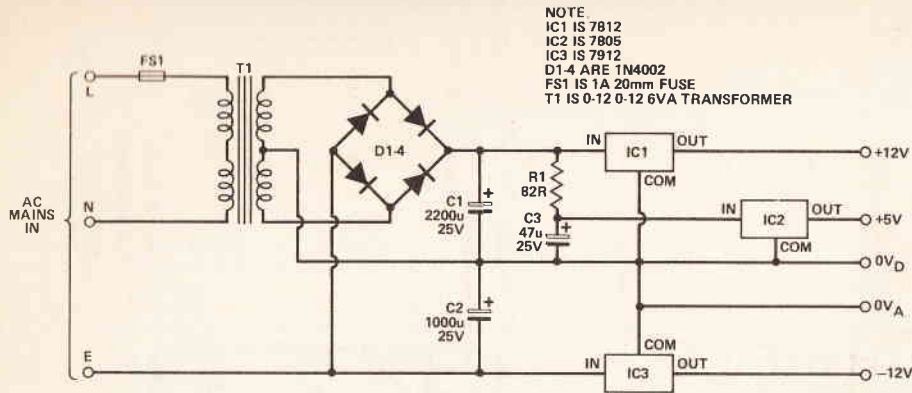 NOTE
IC1 IS 7812
IC2 IS 7805
IC3 IS 7912
D1-4 ARE 1N4002
FS1 IS 1A 20mm FUSE
T1 IS 0-12 0-12 6VA TRANSFORMER
FS1
T1
L
D1-4
IN
IC1
OUT
+12V
COM
R1
82R
C1
2200u
25V
+
C3
47u
25V
+
IN
IC2
OUT
+5V
COM
AC
MAINS
IN
N
0VD
0VA
C2
1000u
25V
+
E
COM
IN
IC3
OUT
−12V